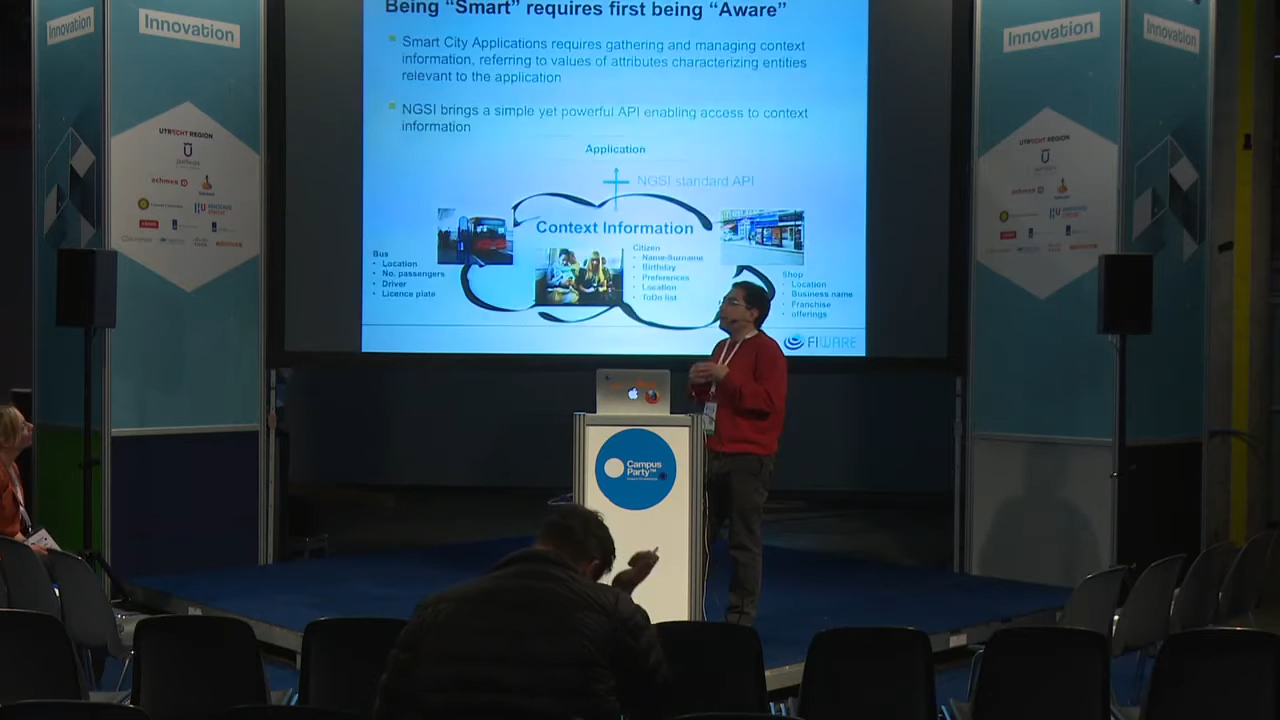 Being “Smart” requires first being “Aware”
Smart City Applications requires gathering and managing context
information, referring to values of attributes characterizing entities
relevant to the application
NGSI brings a simple yet powerful API enabling access to context
information
Application
NGSI standard API
Context Information
Bus
• Location
• No. passengers
• Driver
• Licence plate
Citizen
• Name-Surname
• Birthday
• Preferences
• Location
• ToDo list
Shop
• Location
• Business name
• Franchise
• offerings
FIWARE
Innovation
Innovation
Innovation
Innovation
UTRECHT REGION
achmea
UTRECHT REGION
achmea
Campus
Party™